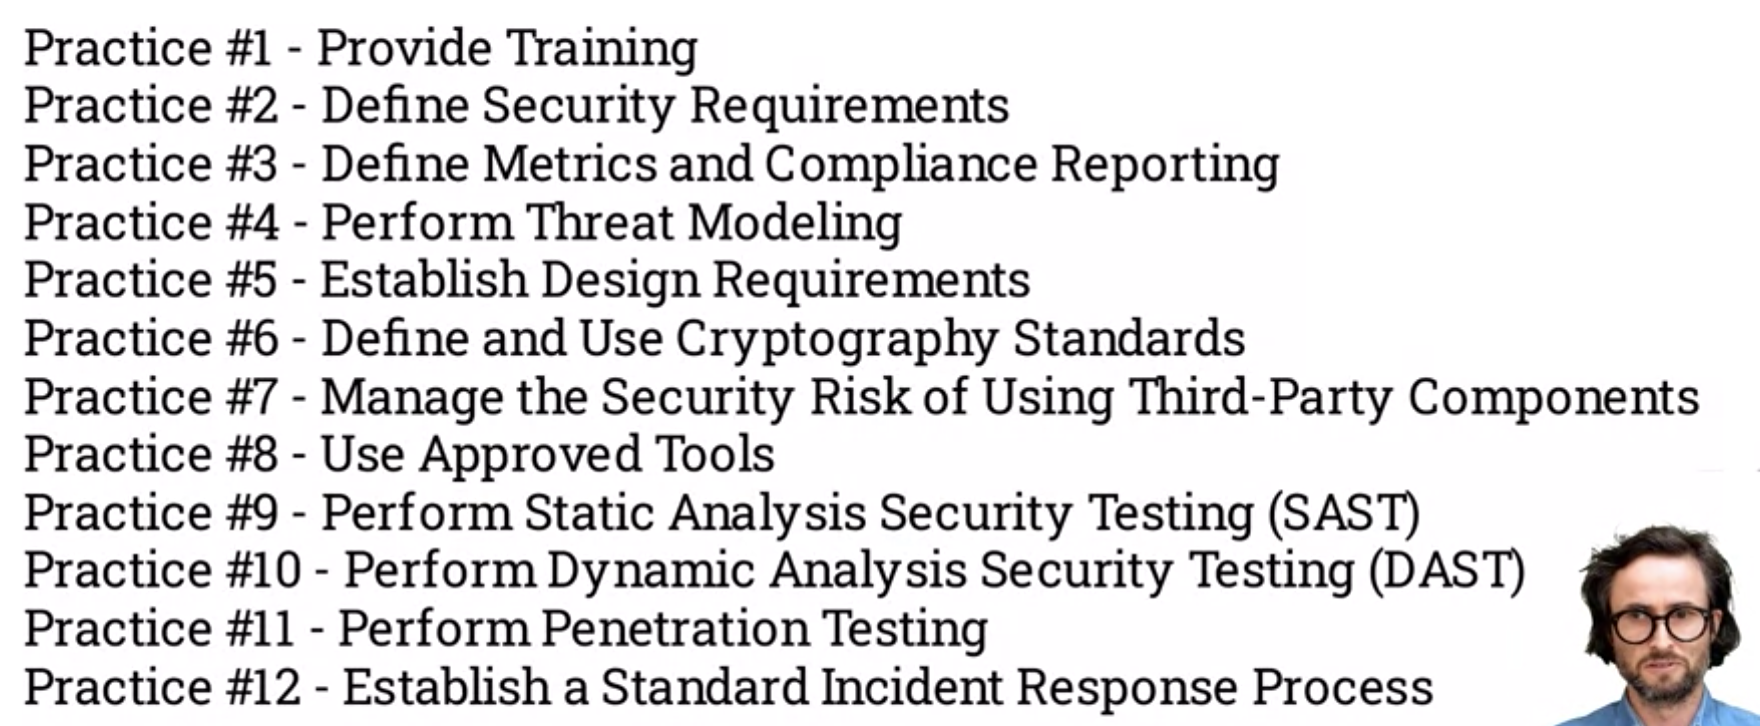 Practice #1 - Provide Training
Practice #2 - Define Security Requirements
Practice #3 - Define Metrics and Compliance Reporting
Practice #4 - Perform Threat Modeling
Practice #5 - Establish Design Requirements
Practice #6 - Define and Use Cryptography Standards
Practice #7 - Manage the Security Risk of Using Third-Party Components
Practice #8 - Use Approved Tools
Practice #9 - Perform Static Analysis Security Testing (SAST)
Practice #10 - Perform Dynamic Analysis Security Testing (DAST)
Practice #11 - Perform Penetration Testing
Practice #12 - Establish a Standard Incident Response Process